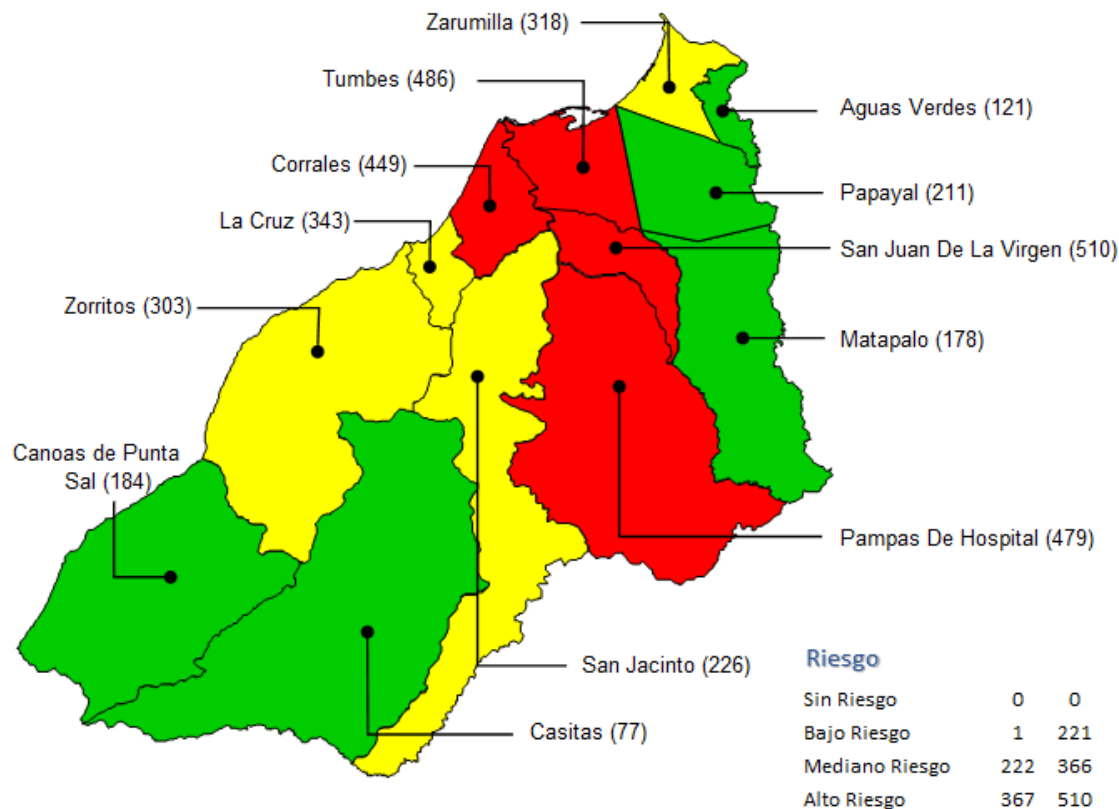 Zarumilla (318)
Tumbes (486)
Aguas Verdes (121)
Corrales (449)
Papayal (211)
La Cruz (343)
San Juan De La Virgen (510)
Zorritos (303)
Matapalo (178)
Canoas de Punta
Sal (184)
Pampas De Hospital (479)
San Jacinto (226)
Casitas (77)
Riesgo
Sin Riesgo 0 0
Bajo Riesgo 1 221
Mediano Riesgo 222 366
Alto Riesgo 367 510